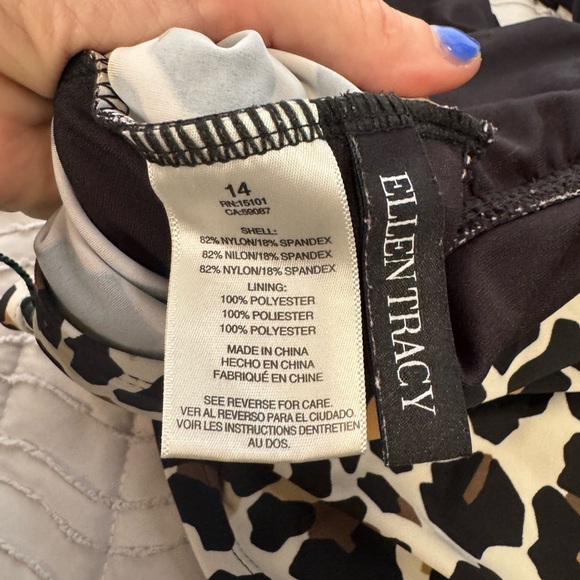 14
RN:15101
CA:59087
SHELL:
82% NYLON/18% SPANDEX
82% NILON/18% SPANDEX
82% NYLON/18% SPANDEX
LINING:
100% POLYESTER
100% POLIESTER
100% POLYESTER
MADE IN CHINA
HECHO EN CHINA
FABRIQUÉ EN CHINE
SEE REVERSE FOR CARE.
VER AL REVERSO PARA EL CIUDADO.
VOIR LES INSTRUCTIONS DENTRETIEN
AU DOS.
ELLEN TRACY